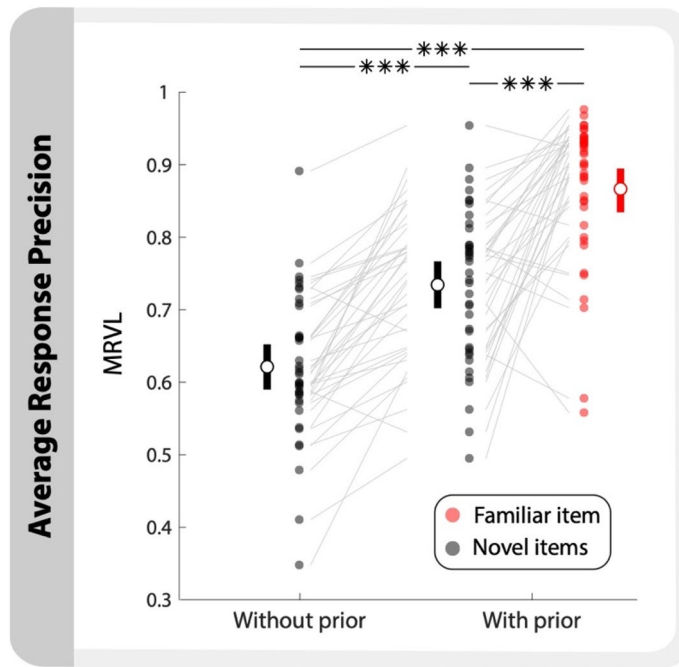 Average Response Precision
MRVL
***
***
***
1
0.9
0.8
0.7
0.6
0.5
0.4
0.3
Familiar item
Novel items
Without prior
With prior